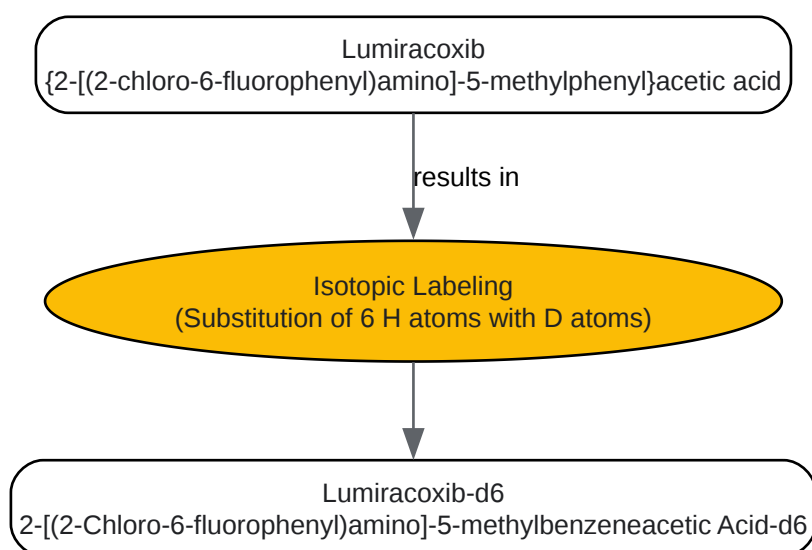 Lumiracoxib
{2-[(2-chloro-6-fluorophenyl)amino]-5-methylphenyl}acetic acid
results in
Isotopic Labeling
(Substitution of 6 H atoms with D atoms)
Lumiracoxib-d6
2-[(2-Chloro-6-fluorophenyl)amino]-5-methylbenzeneacetic Acid-d6